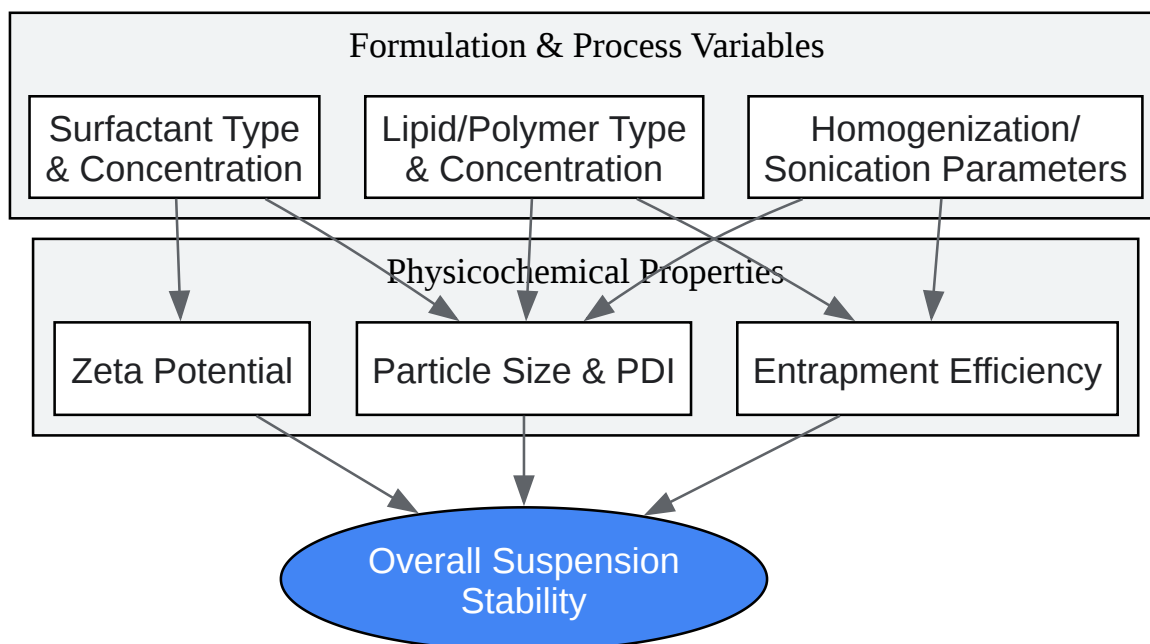 Formulation & Process Variables
Surfactant Type
& Concentration
Lipid/Polymer Type
& Concentration
Homogenization/
Sonication Parameters
Physicochemical Properties
Zeta Potential
Particle Size & PDI
Entrapment Efficiency
Overall Suspension
Stability